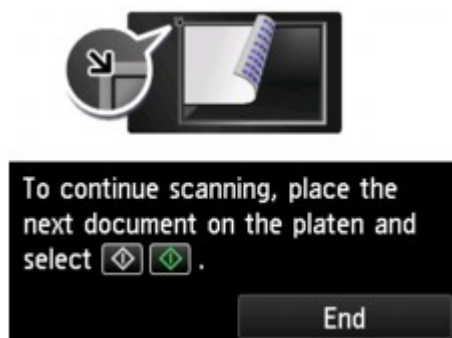 To continue scanning, place the
next document on the platen and
select .
End